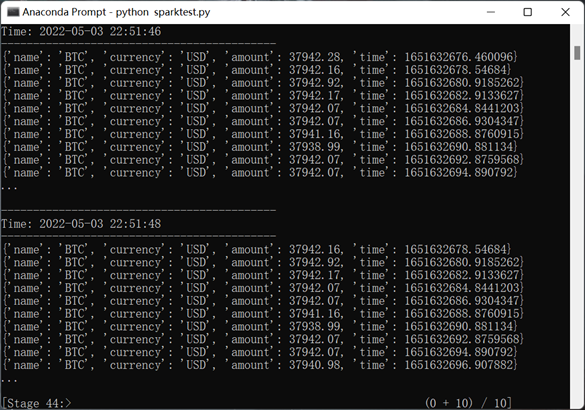 Anaconda Prompt - python sparktest.py
Time: 2022-05-03 22:51:46
-------------------------------------------
{'name': 'BTC', 'currency': 'USD', 'amount': 37942.28, 'time': 1651632676.460096}
{'name': 'BTC', 'currency': 'USD', 'amount': 37942.16, 'time': 1651632678.54684}
{'name': 'BTC', 'currency': 'USD', 'amount': 37942.92, 'time': 1651632680.9185262}
{'name': 'BTC', 'currency': 'USD', 'amount': 37942.17, 'time': 1651632682.9133627}
{'name': 'BTC', 'currency': 'USD', 'amount': 37942.07, 'time': 1651632684.8441203}
{'name': 'BTC', 'currency': 'USD', 'amount': 37942.07, 'time': 1651632686.9304347}
{'name': 'BTC', 'currency': 'USD', 'amount': 37941.16, 'time': 1651632688.8760915}
{'name': 'BTC', 'currency': 'USD', 'amount': 37938.99, 'time': 1651632690.881134}
{'name': 'BTC', 'currency': 'USD', 'amount': 37942.07, 'time': 1651632692.8759568}
{'name': 'BTC', 'currency': 'USD', 'amount': 37942.07, 'time': 1651632694.890792}
...
-------------------------------------------
Time: 2022-05-03 22:51:48
-------------------------------------------
{'name': 'BTC', 'currency': 'USD', 'amount': 37942.16, 'time': 1651632678.54684}
{'name': 'BTC', 'currency': 'USD', 'amount': 37942.92, 'time': 1651632680.9185262}
{'name': 'BTC', 'currency': 'USD', 'amount': 37942.17, 'time': 1651632682.9133627}
{'name': 'BTC', 'currency': 'USD', 'amount': 37942.07, 'time': 1651632684.8441203}
{'name': 'BTC', 'currency': 'USD', 'amount': 37942.07, 'time': 1651632686.9304347}
{'name': 'BTC', 'currency': 'USD', 'amount': 37941.16, 'time': 1651632688.8760915}
{'name': 'BTC', 'currency': 'USD', 'amount': 37938.99, 'time': 1651632690.881134}
{'name': 'BTC', 'currency': 'USD', 'amount': 37942.07, 'time': 1651632692.8759568}
{'name': 'BTC', 'currency': 'USD', 'amount': 37942.07, 'time': 1651632694.890792}
{'name': 'BTC', 'currency': 'USD', 'amount': 37940.98, 'time': 1651632696.907882}
...
[Stage 44:> (0 + 10) / 10]